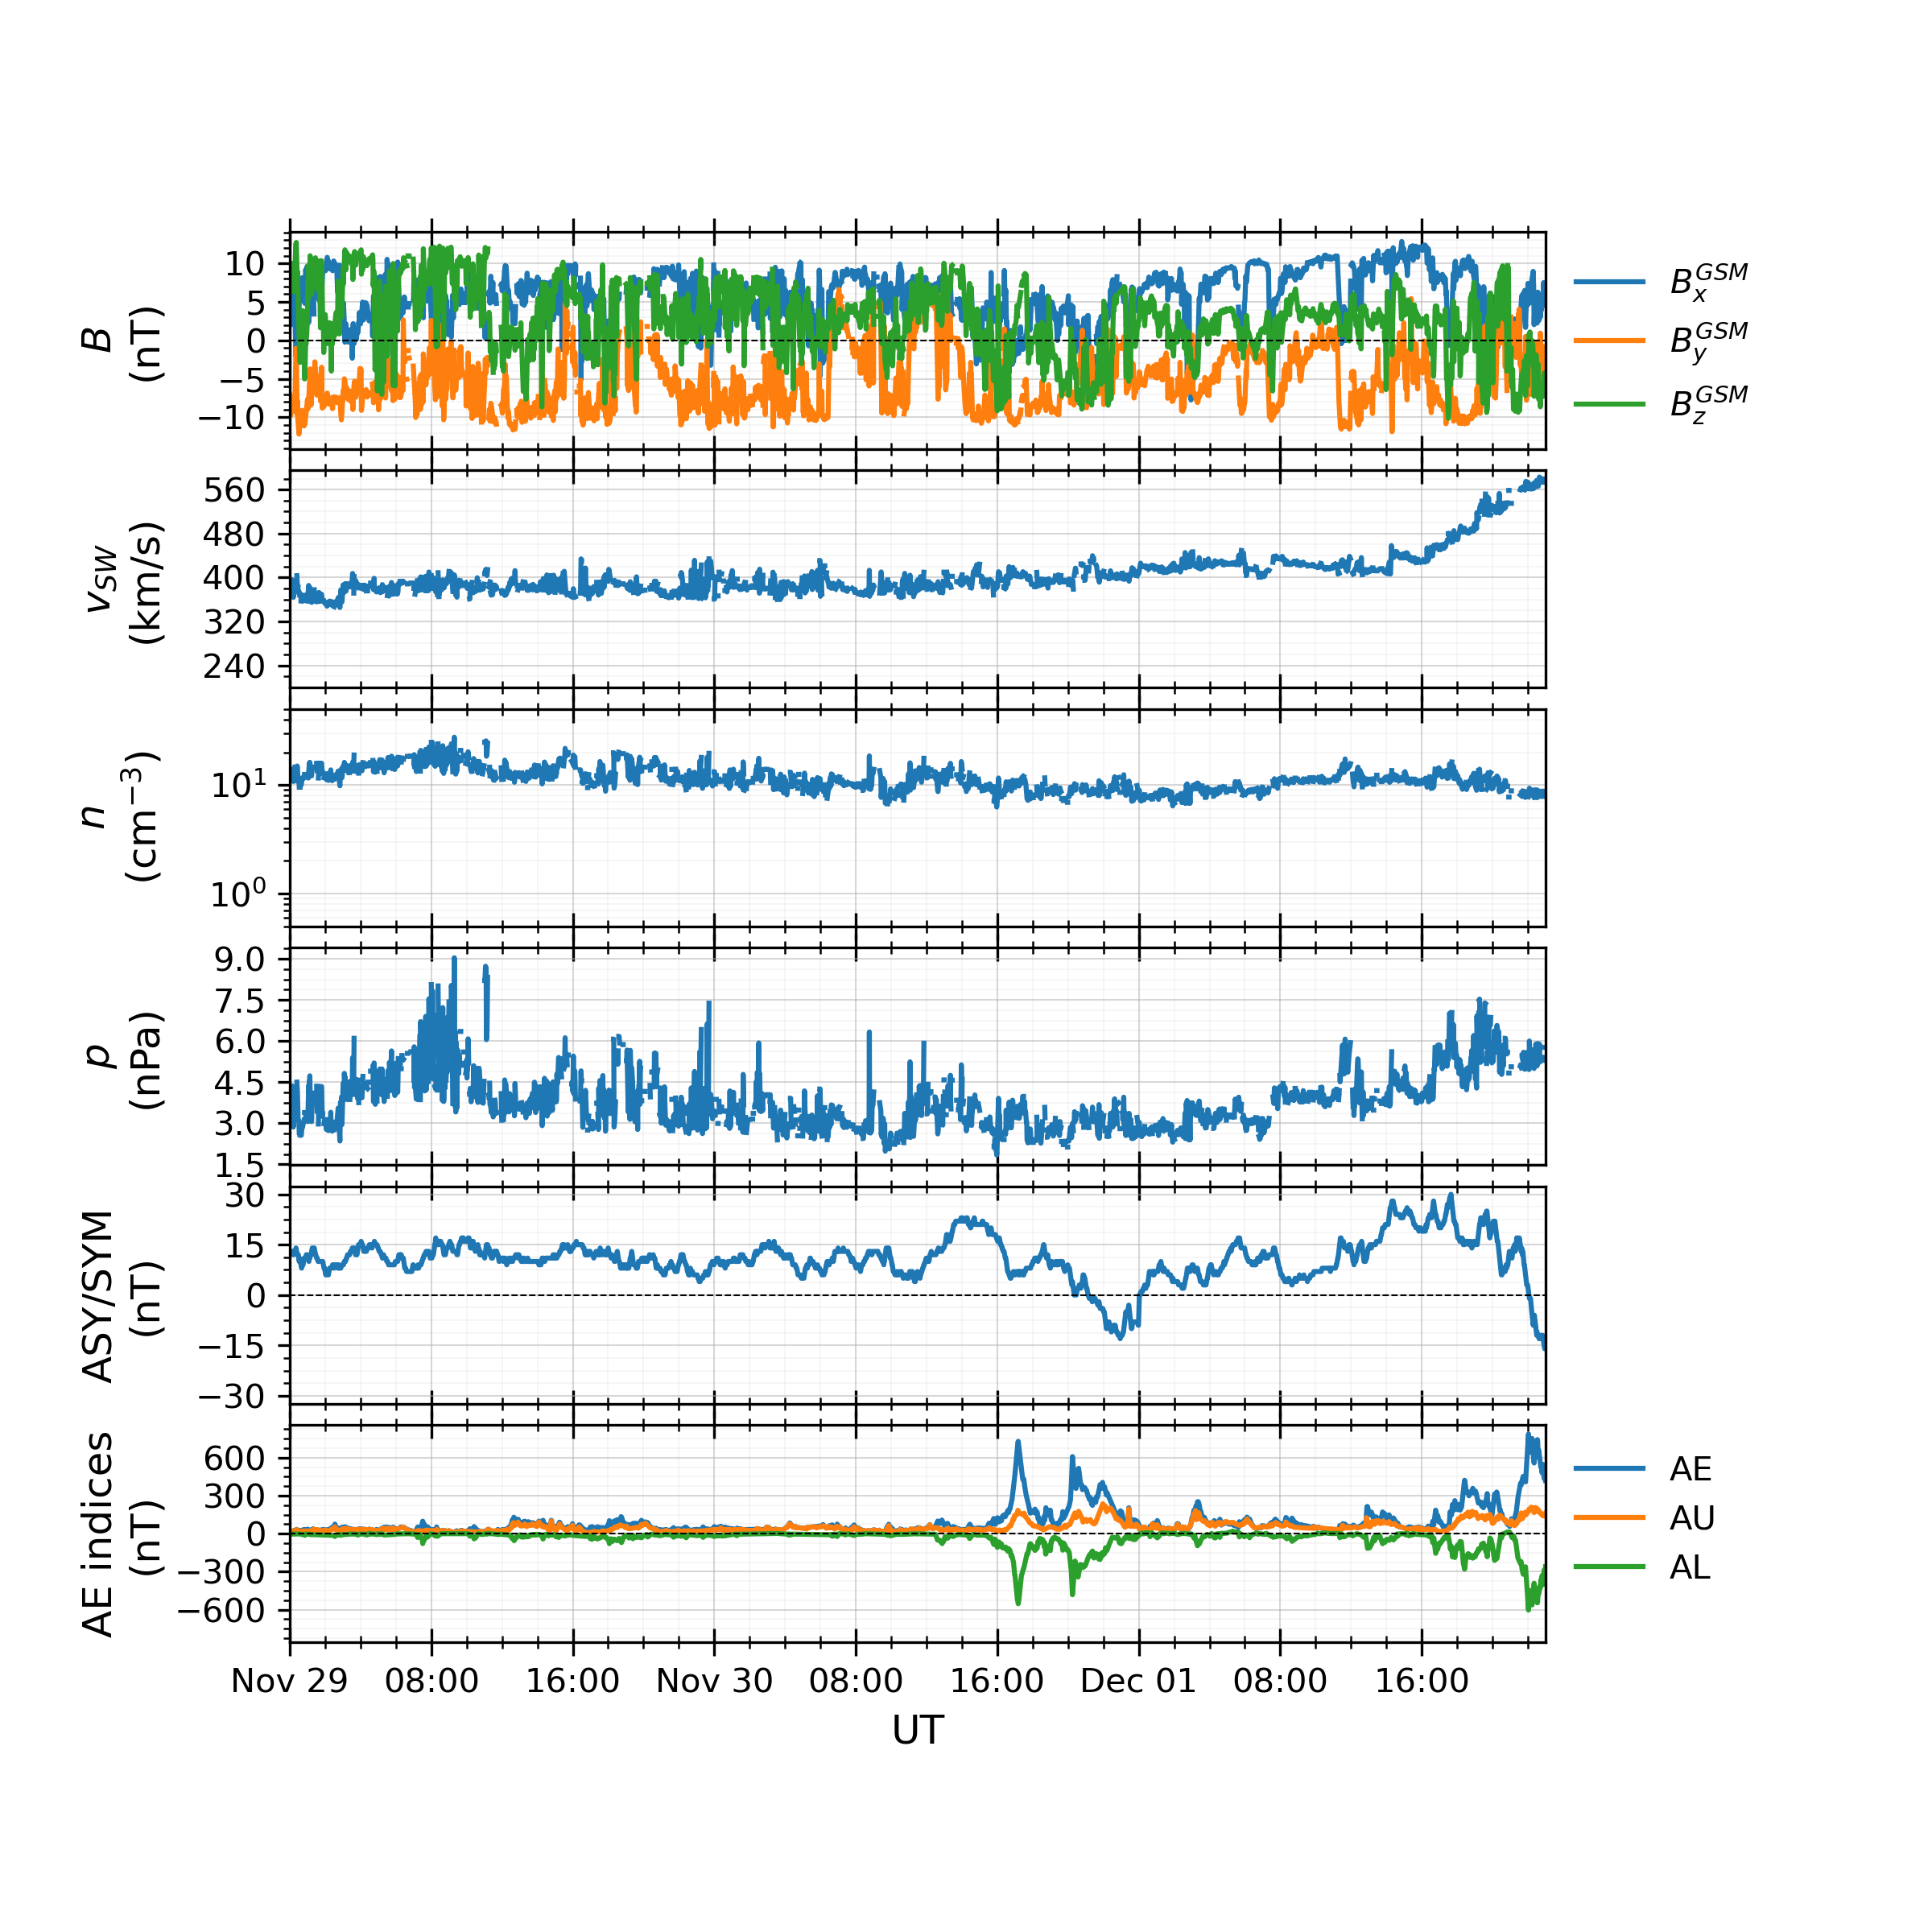 B
(nT)
10
5
0
−5
−10
B_x^{GSM}
B_y^{GSM}
B_z^{GSM}
v_{SW}
(km/s)
560
480
400
320
240
n
(cm^{−3})
10^1
10^0
p
(nPa)
9.0
7.5
6.0
4.5
3.0
1.5
ASY/SYM
(nT)
30
15
0
−15
−30
AE indices
(nT)
600
300
0
−300
−600
AE
AU
AL
Nov 29 08:00 16:00 Nov 30 08:00 16:00 Dec 01 08:00 16:00
UT